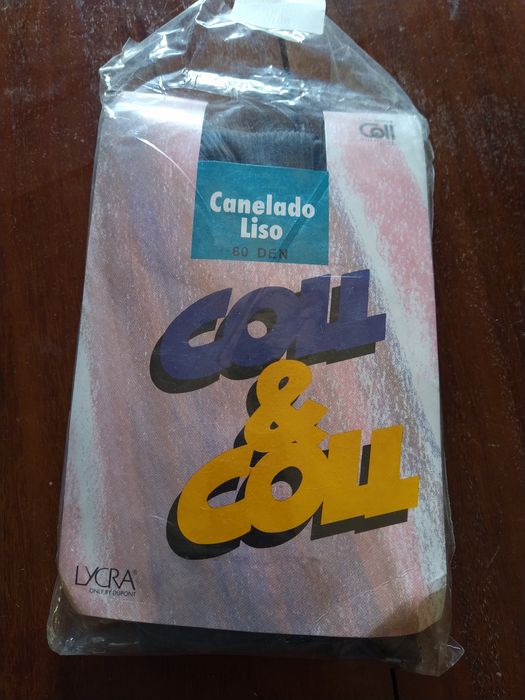 Coll
Canelado
Liso
60 DEN
COLL
&
COLL
LYCRA®
ONLY BY DUPONT